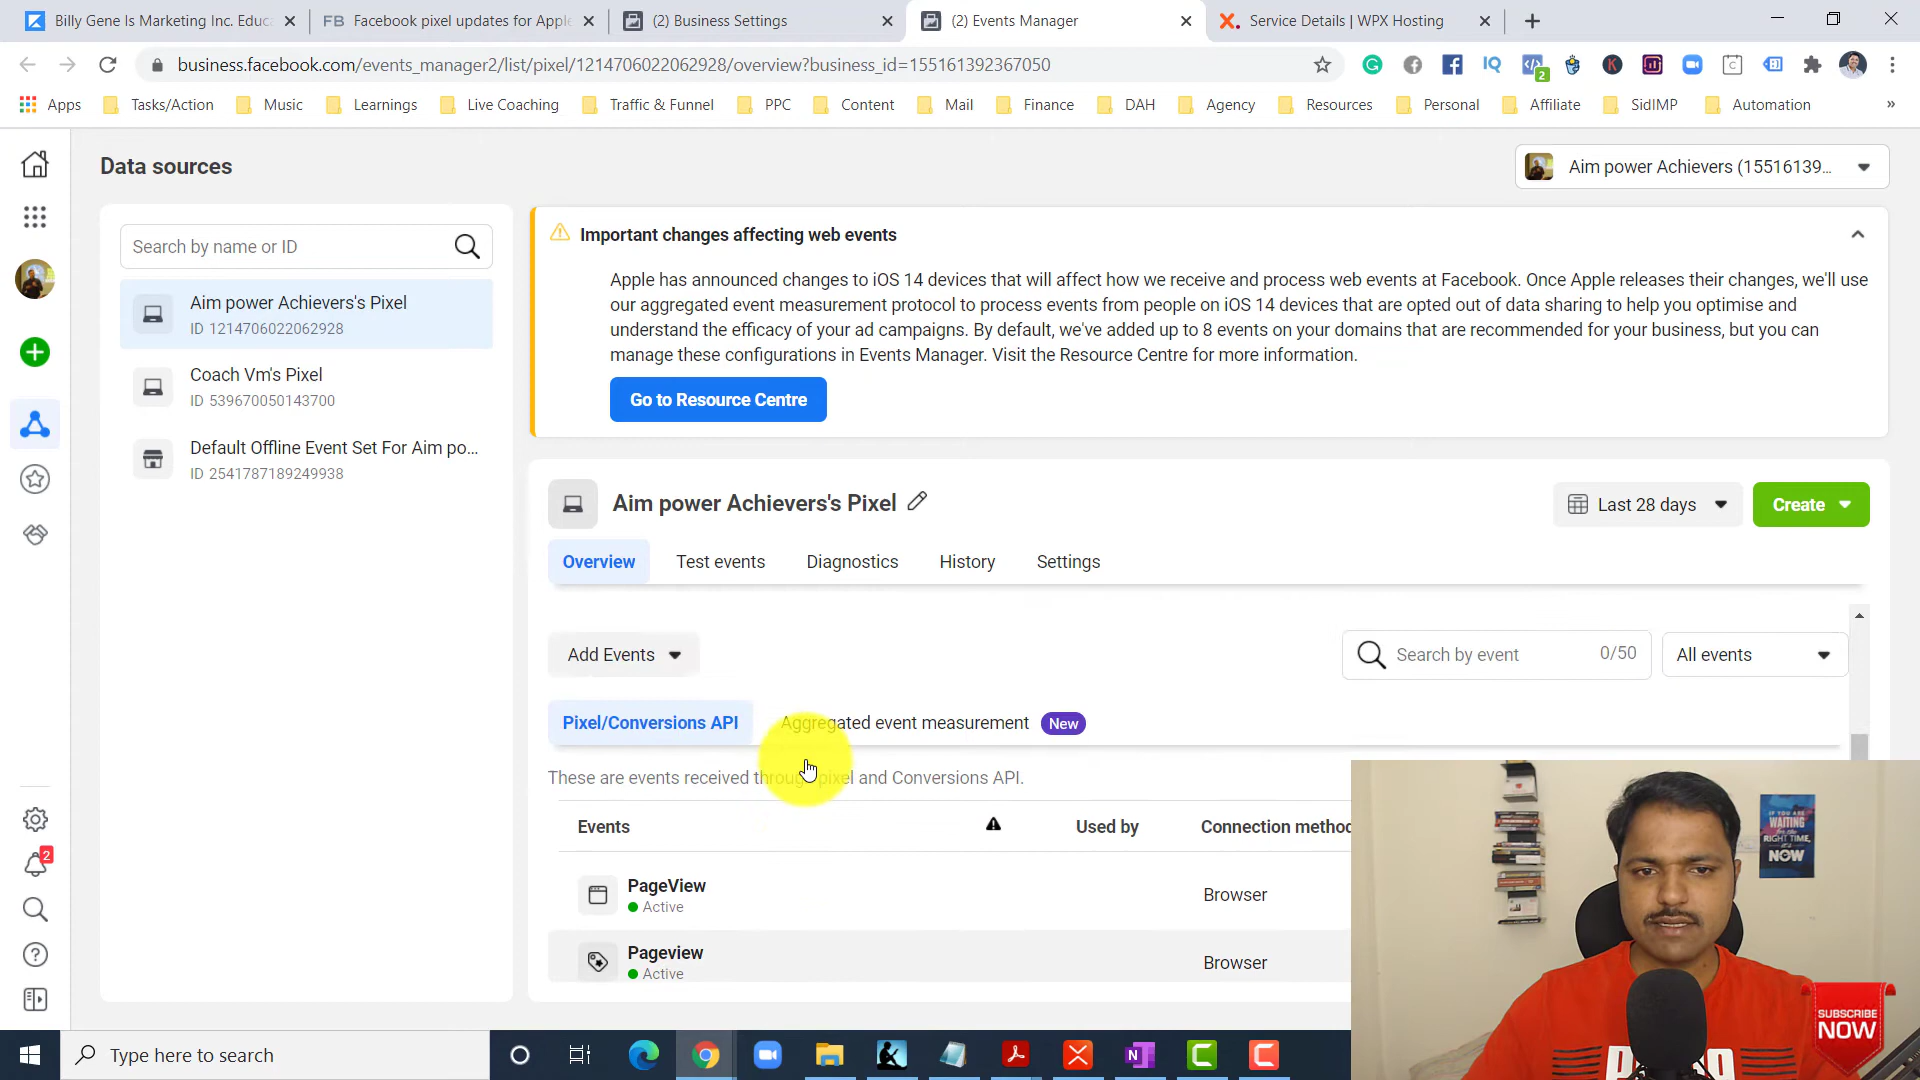 Billy Gene Is Marketing Inc. Educ
FB Facebook pixel updates for Apple
(2) Business Settings
(2) Events Manager
Service Details | WPX Hosting
business.facebook.com/events_manager2/list/pixel/1214706022062928/overview?business_id=155161392367050
2
Apps
Tasks/Action
Music
Learnings
Live Coaching
Traffic & Funnel
PPC
Content
Mail
Finance
DAH
Agency
Resources
Personal
Affiliate
SidIMP
Automation
»
Data sources
Aim power Achievers (15516139...
Search by name or ID
Aim power Achievers's Pixel
ID 1214706022062928
Coach Vm's Pixel
ID 539670050143700
Default Offline Event Set For Aim po...
ID 2541787189249938
Important changes affecting web events
Apple has announced changes to iOS 14 devices that will affect how we receive and process web events at Facebook. Once Apple releases their changes, we'll use
our aggregated event measurement protocol to process events from people on iOS 14 devices that are opted out of data sharing to help you optimise and
understand the efficacy of your ad campaigns. By default, we've added up to 8 events on your domains that are recommended for your business, but you can
manage these configurations in Events Manager. Visit the Resource Centre for more information.
Go to Resource Centre
Aim power Achievers's Pixel
Last 28 days
Create
Overview
Test events
Diagnostics
History
Settings
Add Events
Search by event
0/50
All events
Pixel/Conversions API
Aggregated event measurement
New
These are events received through pixel and Conversions API.
Events
Used by
Connection method
PageView
Active
Browser
Pageview
Active
Browser
2
IF YOU ARE
WAITING
FOR THE
RIGHT TIME,
IT'S
NOW
SUBSCRIBE
NOW
Type here to search